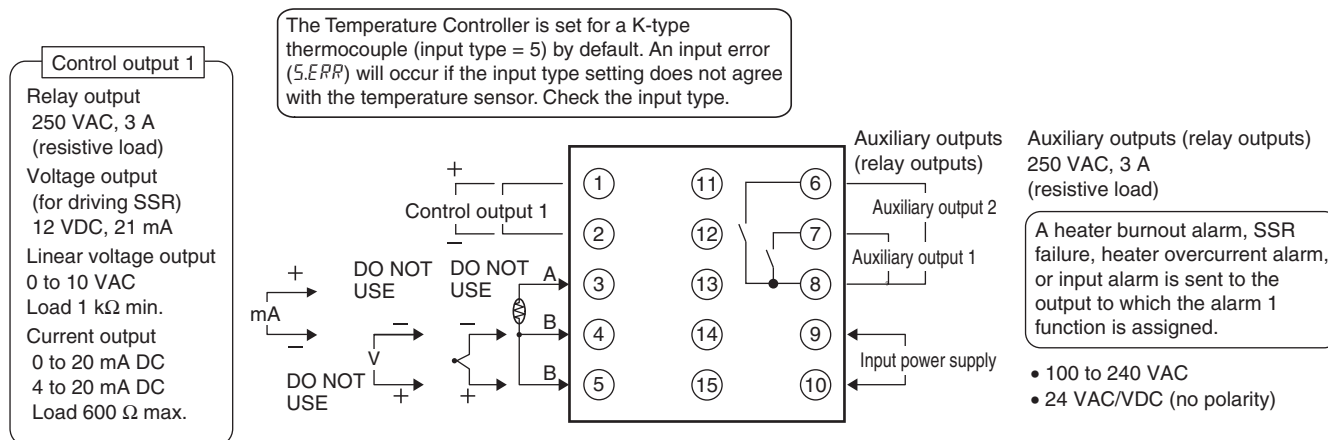 The Temperature Controller is set for a K-type
thermocouple (input type = 5) by default. An input error
(S.ERR) will occur if the input type setting does not agree
with the temperature sensor. Check the input type.
Control output 1
Relay output
250 VAC, 3 A
(resistive load)
Voltage output
(for driving SSR)
12 VDC, 21 mA
Linear voltage output
0 to 10 VAC
Load 1 kΩ min.
Current output
0 to 20 mA DC
4 to 20 mA DC
Load 600 Ω max.
+
mA
−
DO NOT
USE
−
V
+
DO NOT
USE
DO NOT
USE
−
+
+
Control output 1
−
A
B
B
1
2
3
4
5
11
12
13
14
15
6
7
8
9
10
Auxiliary outputs
(relay outputs)
Auxiliary output 2
Auxiliary output 1
Input power supply
Auxiliary outputs (relay outputs)
250 VAC, 3 A
(resistive load)
A heater burnout alarm, SSR
failure, heater overcurrent alarm,
or input alarm is sent to the
output to which the alarm 1
function is assigned.
• 100 to 240 VAC
• 24 VAC/VDC (no polarity)